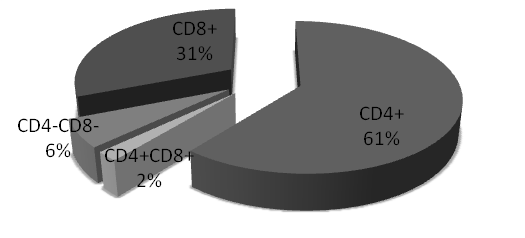 CD8+
31%
CD4+
61%
CD4-CD8-
6%
CD4+CD8+
2%